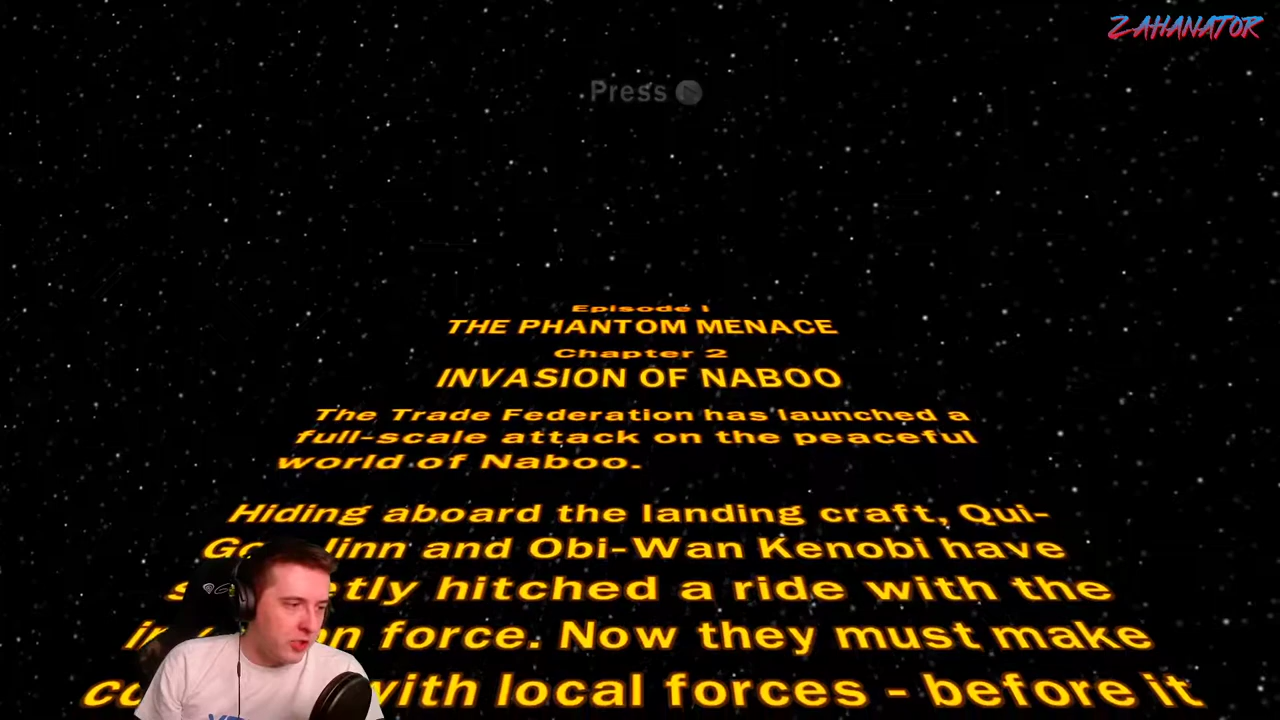 ZAHANATOR
Press
Episode I
THE PHANTOM MENACE
Chapter 2
INVASION OF NABOO
The Trade Federation has launched a
full-scale attack on the peaceful
world of Naboo.
Hiding aboard the landing craft, Qui-
Jinn and Obi-Wan Kenobi have
hitched a ride with the
force. Now they must make
with local forces - before it